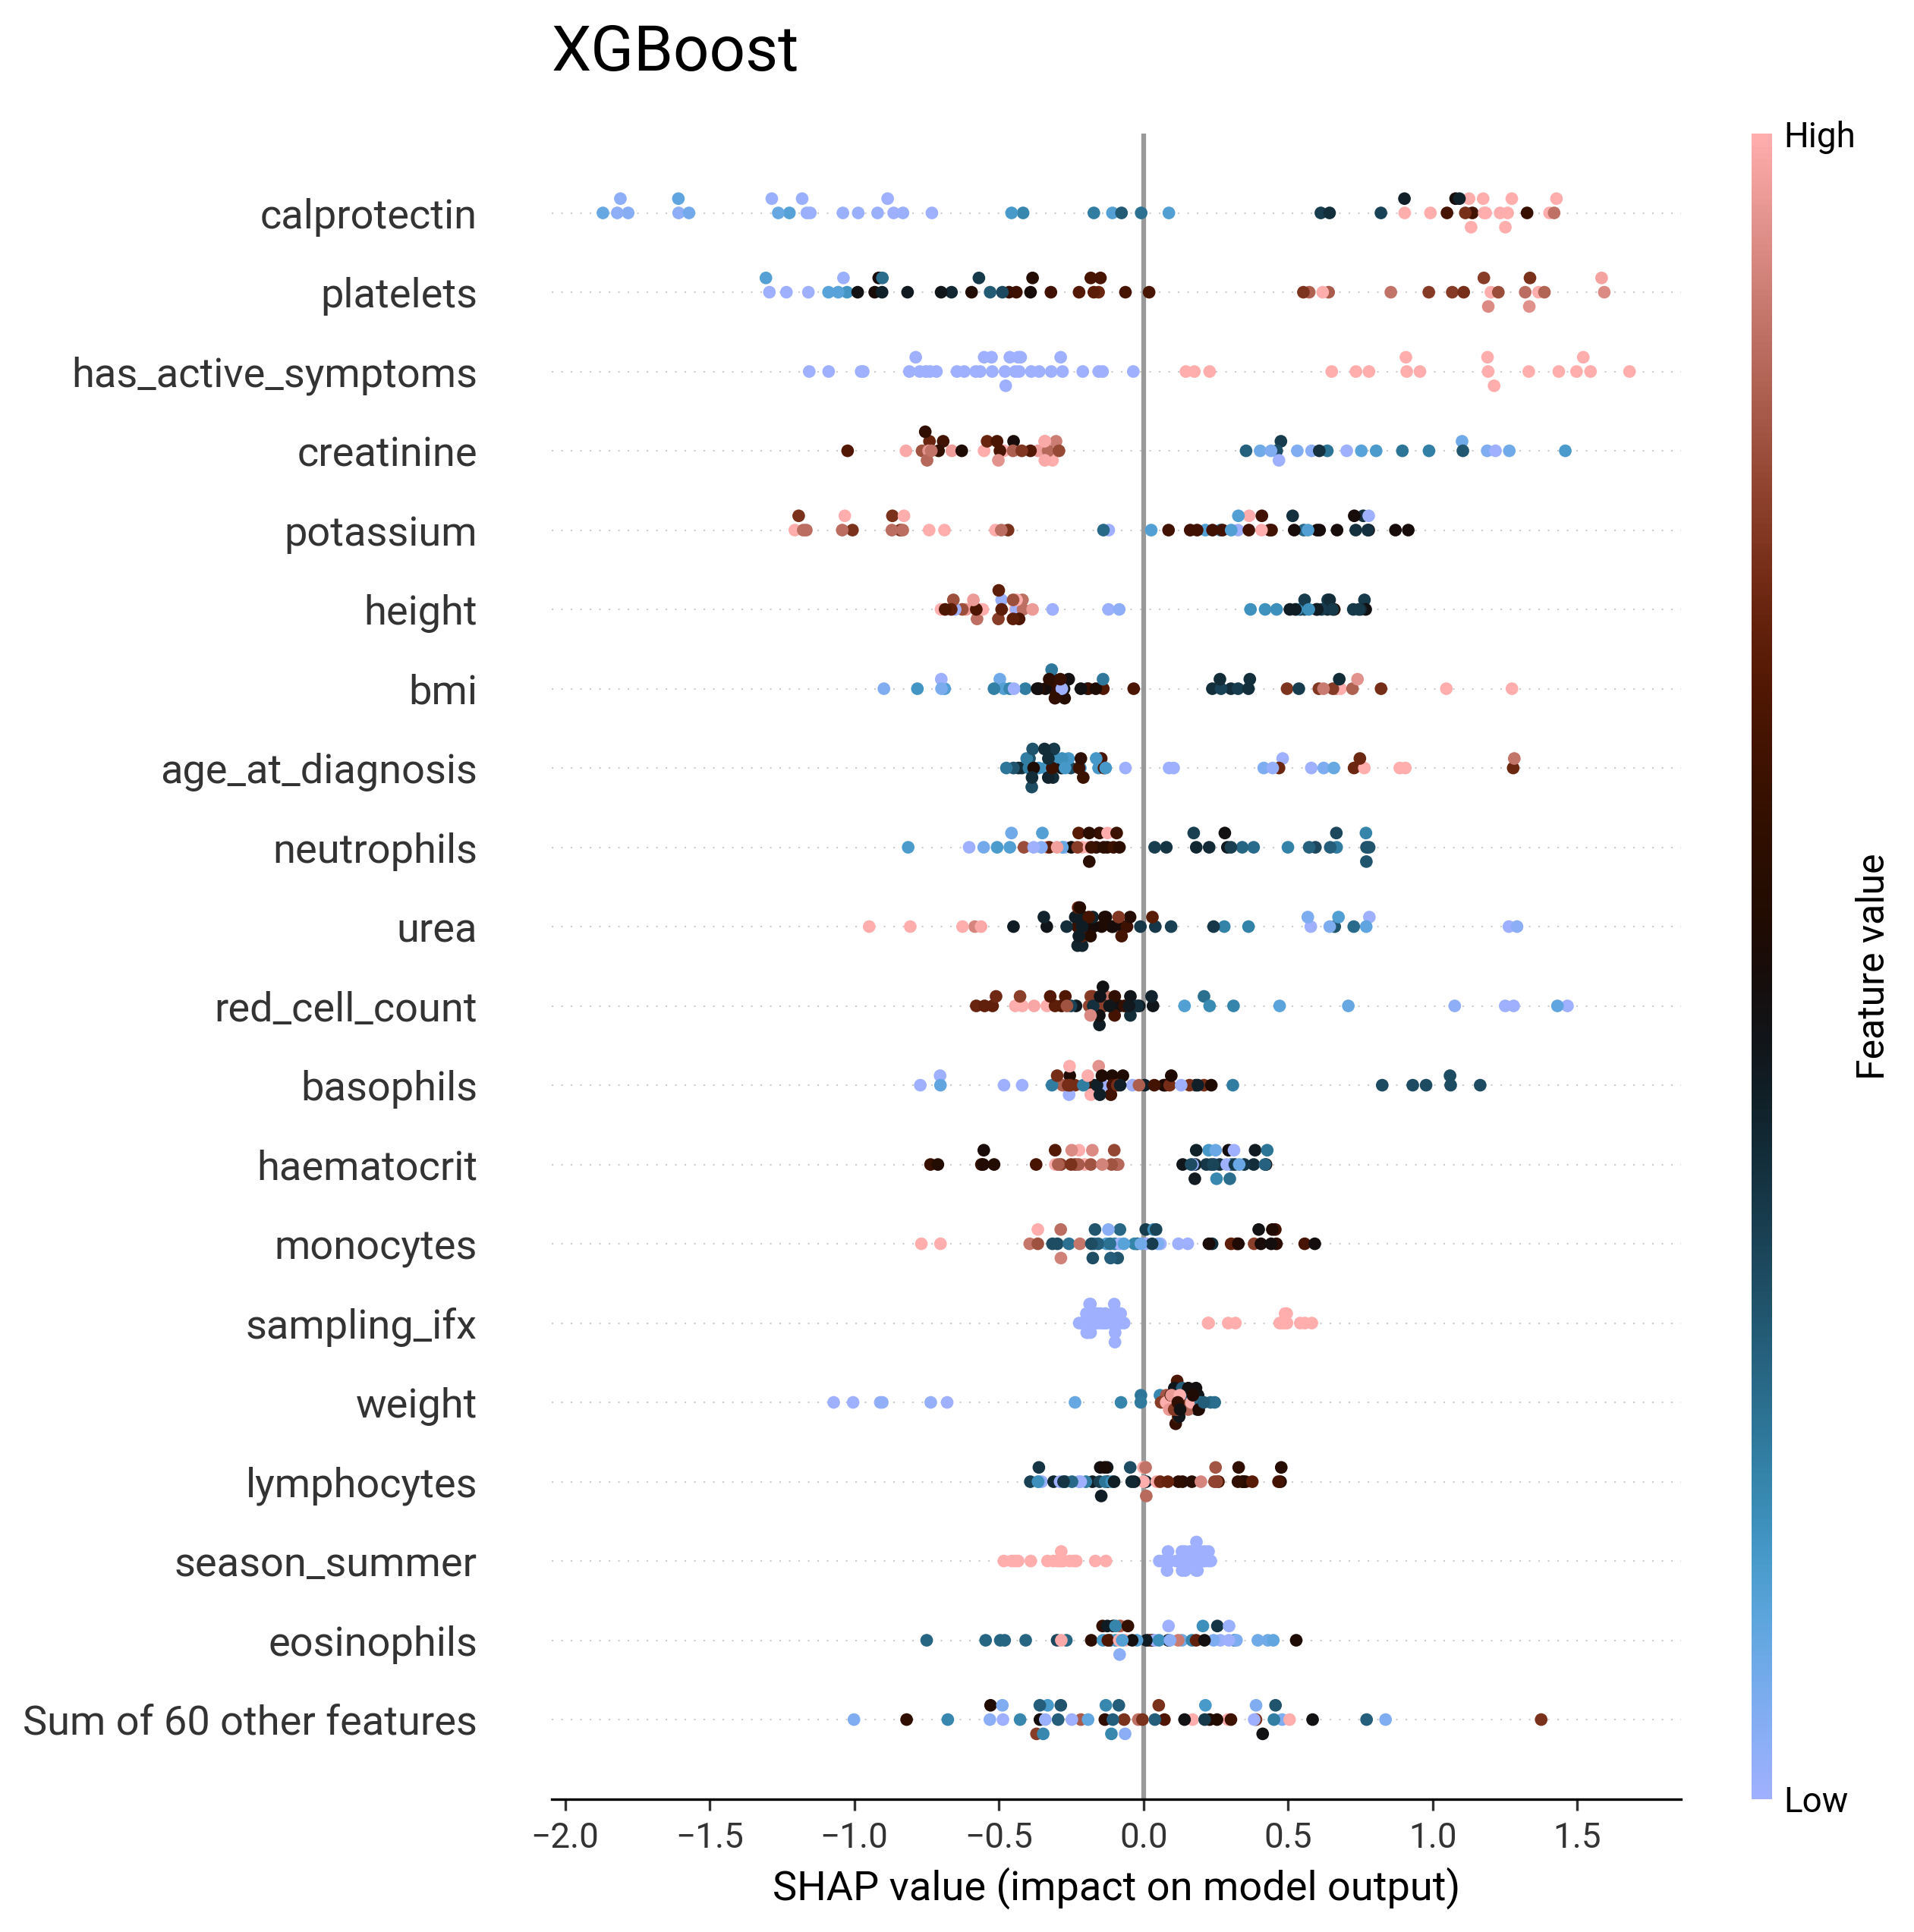 XGBoost
High
calprotectin
platelets
has_active_symptoms
creatinine
potassium
height
bmi
age_at_diagnosis
neutrophils
urea
red_cell_count
basophils
haematocrit
monocytes
sampling_ifx
weight
lymphocytes
season_summer
eosinophils
Sum of 60 other features
Feature value
Low
−2.0 −1.5 −1.0 −0.5 0.0 0.5 1.0 1.5
SHAP value (impact on model output)